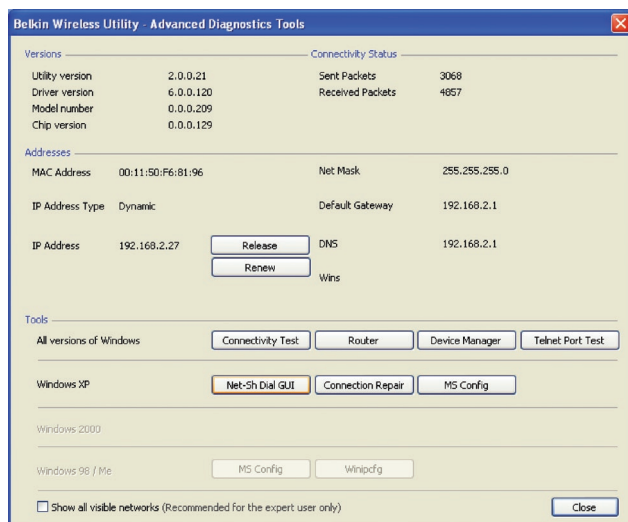 Belkin Wireless Utility - Advanced Diagnostics Tools
Versions
Utility version 2.0.0.21
Driver version 6.0.0.120
Model number 0.0.0.209
Chip version 0.0.0.129
Connectivity Status
Sent Packets 3068
Received Packets 4857
Addresses
MAC Address 00:11:50:F6:81:96
Net Mask 255.255.255.0
IP Address Type Dynamic
Default Gateway 192.168.2.1
IP Address 192.168.2.27 Release
Renew
DNS 192.168.2.1
Wins
Tools
All versions of Windows Connectivity Test Router Device Manager Telnet Port Test
Windows XP Net-Sh Dial GUI Connection Repair MS Config
Windows 2000
Windows 98 / Me MS Config Winipcfg
Show all visible networks (Recommended for the expert user only) Close